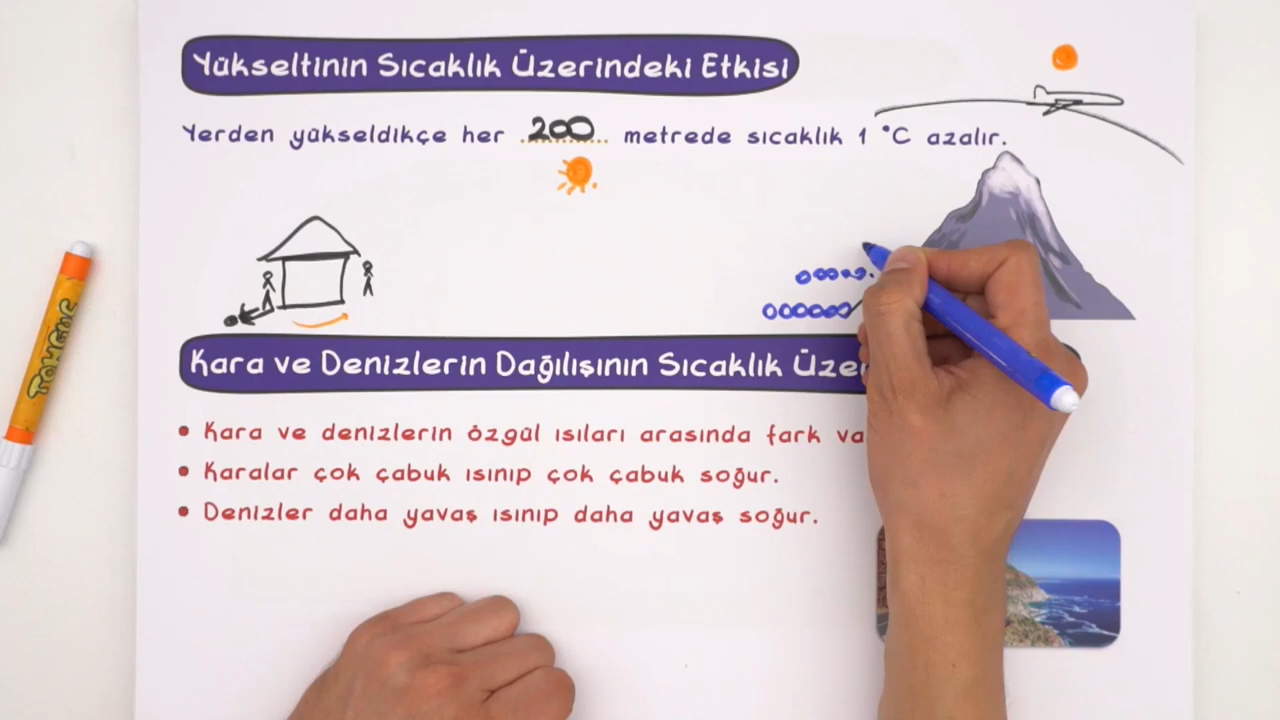 Yükseltinin Sıcaklık Üzerindeki Etkisi
Yerden yükseldikçe her 200 metrede sıcaklık 1 °C azalır.
Kara ve Denizlerin Dağılışının Sıcaklık
Kara ve denizlerin özgül ısıları arasında fark
Karalar çok çabuk ısınıp çok çabuk soğur.
Denizler daha yavaş ısınıp daha yavaş soğur.
TONGUÇ